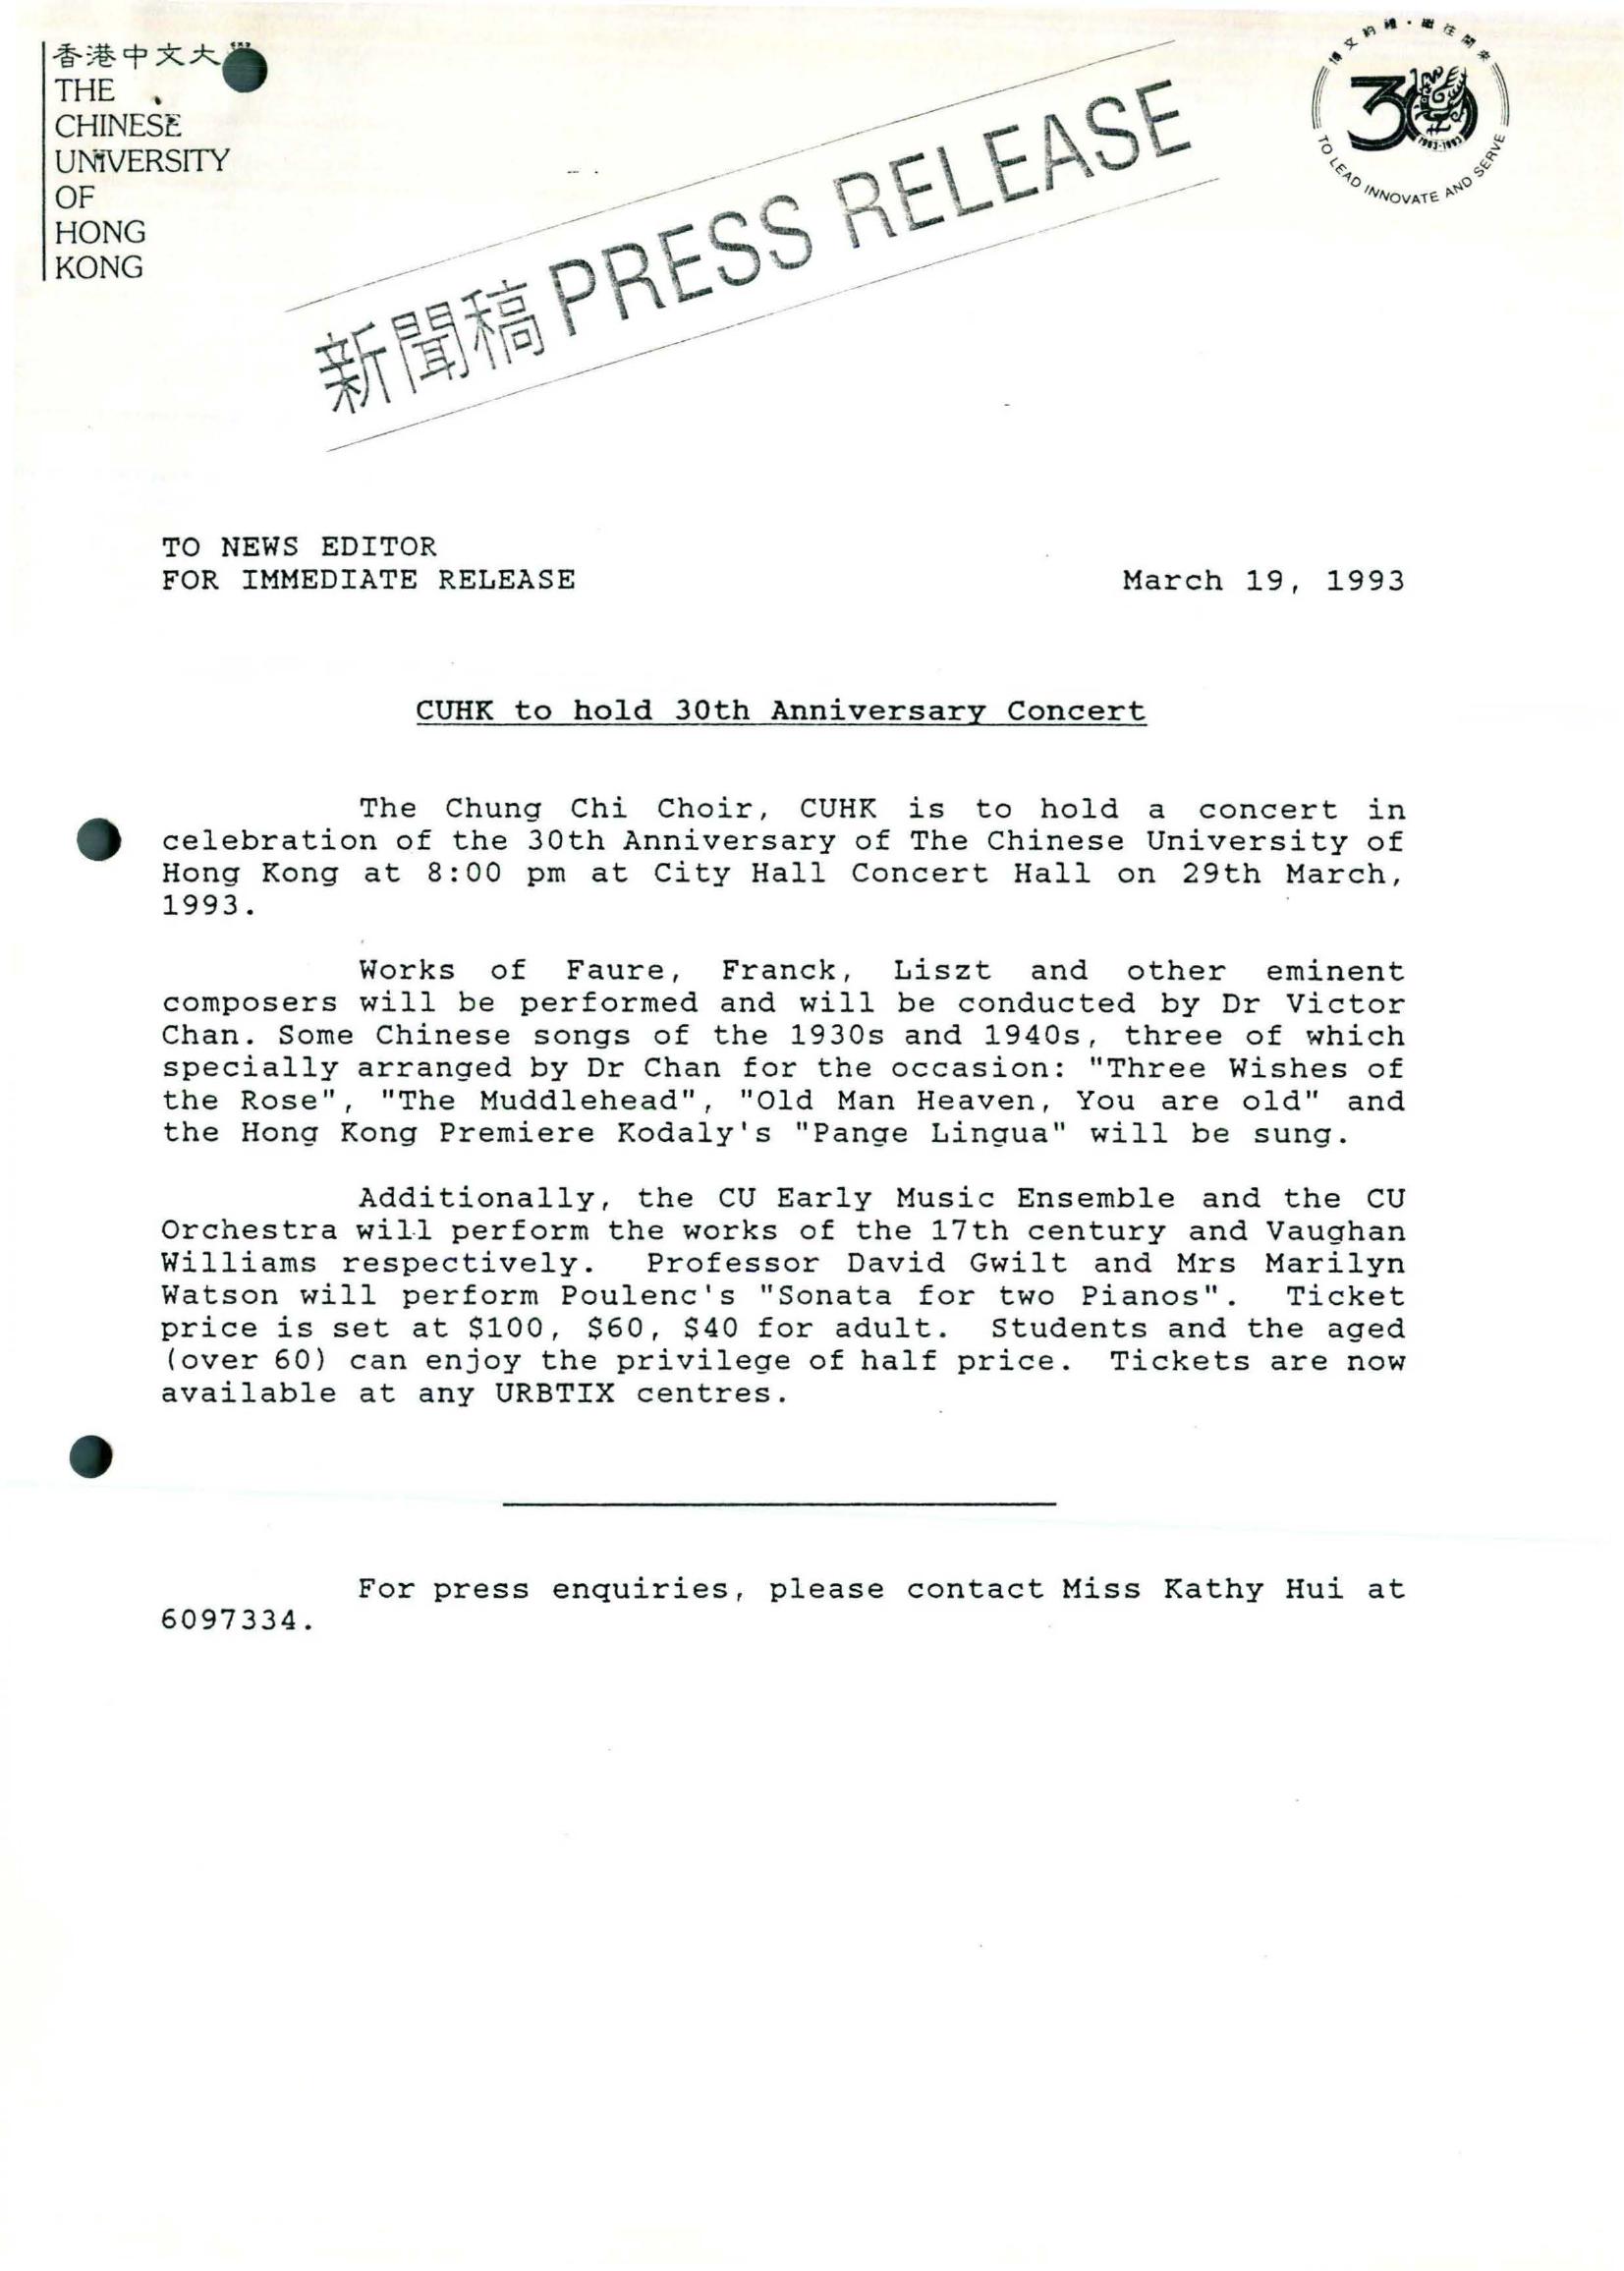 香港中文大
THE
CHINESE
UNIVERSITY
OF
HONG
KONG
新聞稿 PRESS RELEASE
博文約禮·繼往開來
30
1963-1993
TO LEAD INNOVATE AND SERVE
TO NEWS EDITOR
FOR IMMEDIATE RELEASE March 19, 1993
CUHK to hold 30th Anniversary Concert
The Chung Chi Choir, CUHK is to hold a concert in
celebration of the 30th Anniversary of The Chinese University of
Hong Kong at 8:00 pm at City Hall Concert Hall on 29th March,
1993.
Works of Faure, Franck, Liszt and other eminent
composers will be performed and will be conducted by Dr Victor
Chan. Some Chinese songs of the 1930s and 1940s, three of which
specially arranged by Dr Chan for the occasion: "Three Wishes of
the Rose", "The Muddlehead", "Old Man Heaven, You are old" and
the Hong Kong Premiere Kodaly's "Pange Lingua" will be sung.
Additionally, the CU Early Music Ensemble and the CU
Orchestra will perform the works of the 17th century and Vaughan
Williams respectively. Professor David Gwilt and Mrs Marilyn
Watson will perform Poulenc's "Sonata for two Pianos". Ticket
price is set at $100, $60, $40 for adult. Students and the aged
(over 60) can enjoy the privilege of half price. Tickets are now
available at any URBTIX centres.
For press enquiries, please contact Miss Kathy Hui at
6097334.